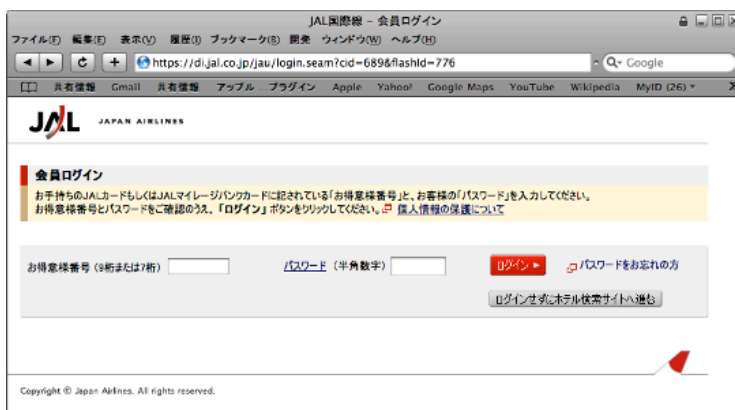 JAL国際線 – 会員ログイン
ファイル(F) 編集(E) 表示(V) 履歴(I) ブックマーク(B) 開発 ウィンドウ(W) ヘルプ(H)
https://di.jal.co.jp/jau/login.seam?cid=689&flashId=776
Google
共有情報 Gmail 共有情報 アップル ...プラグイン Apple Yahoo! Google Maps YouTube Wikipedia MyID (26)
JAL JAPAN AIRLINES
会員ログイン
お手持ちのJALカードもしくはJALマイレージバンクカードに記されている「お得意様番号」と、お客様の「パスワード」を入力してください。
お得意様番号とパスワードをご確認のうえ、「ログイン」ボタンをクリックしてください。 個人情報の保護について
お得意様番号 (9桁または7桁) パスワード (半角数字) ログイン パスワードをお忘れの方
ログインせずにホテル検索サイトへ進む
Copyright © Japan Airlines. All rights reserved.